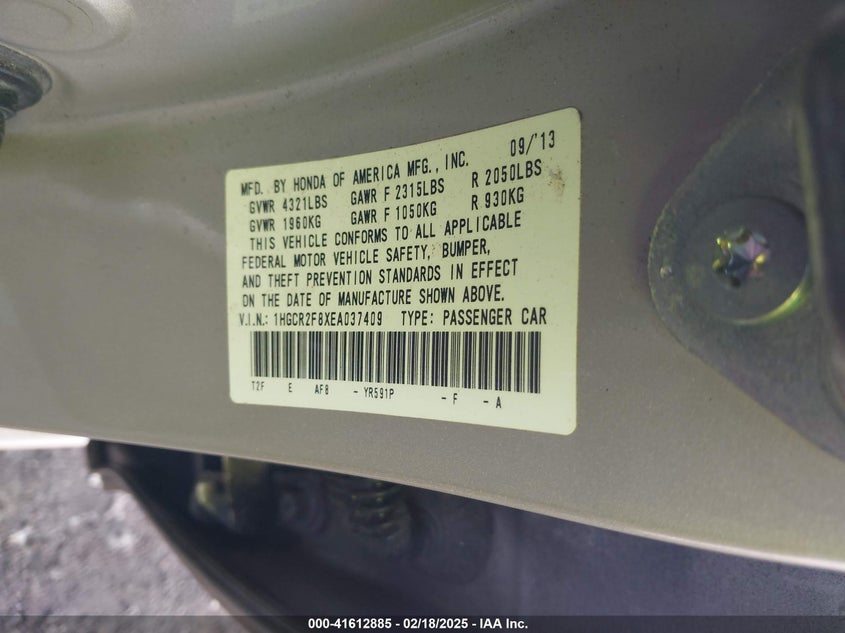 09/'13
MFD. BY HONDA OF AMERICA MFG., INC.
GVWR 4321LBS GAWR F 2315LBS R 2050LBS
GVWR 1960KG GAWR F 1050KG R 930KG
THIS VEHICLE CONFORMS TO ALL APPLICABLE
FEDERAL MOTOR VEHICLE SAFETY, BUMPER,
AND THEFT PREVENTION STANDARDS IN EFFECT
ON THE DATE OF MANUFACTURE SHOWN ABOVE.
V.I.N.: 1HGCR2F8XEA037409 TYPE: PASSENGER CAR
T2F E AF8 - YR591P - F - A
000-41612885 - 02/18/2025 - IAA Inc.